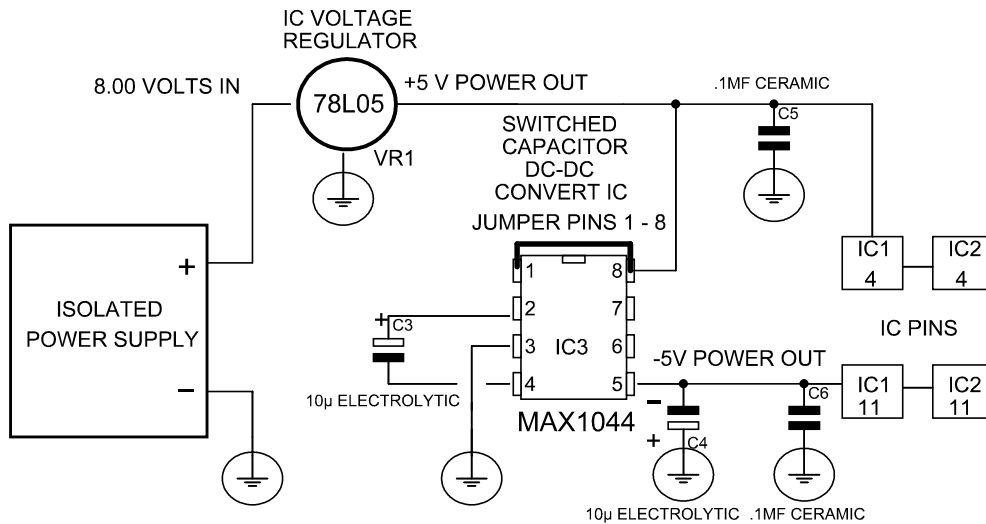 IC VOLTAGE
REGULATOR
8.00 VOLTS IN
78L05
+5 V POWER OUT
VR1
.1MF CERAMIC
C5
SWITCHED
CAPACITOR
DC-DC
CONVERT IC
JUMPER PINS 1 - 8
+
ISOLATED
POWER SUPPLY
–
1
2
3
4
8
7
6
5
IC3
MAX1044
+
C3
10µ ELECTROLYTIC
-5V POWER OUT
–
+
C4
10µ ELECTROLYTIC
C6
.1MF CERAMIC
IC1
4
IC2
4
IC PINS
IC1
11
IC2
11